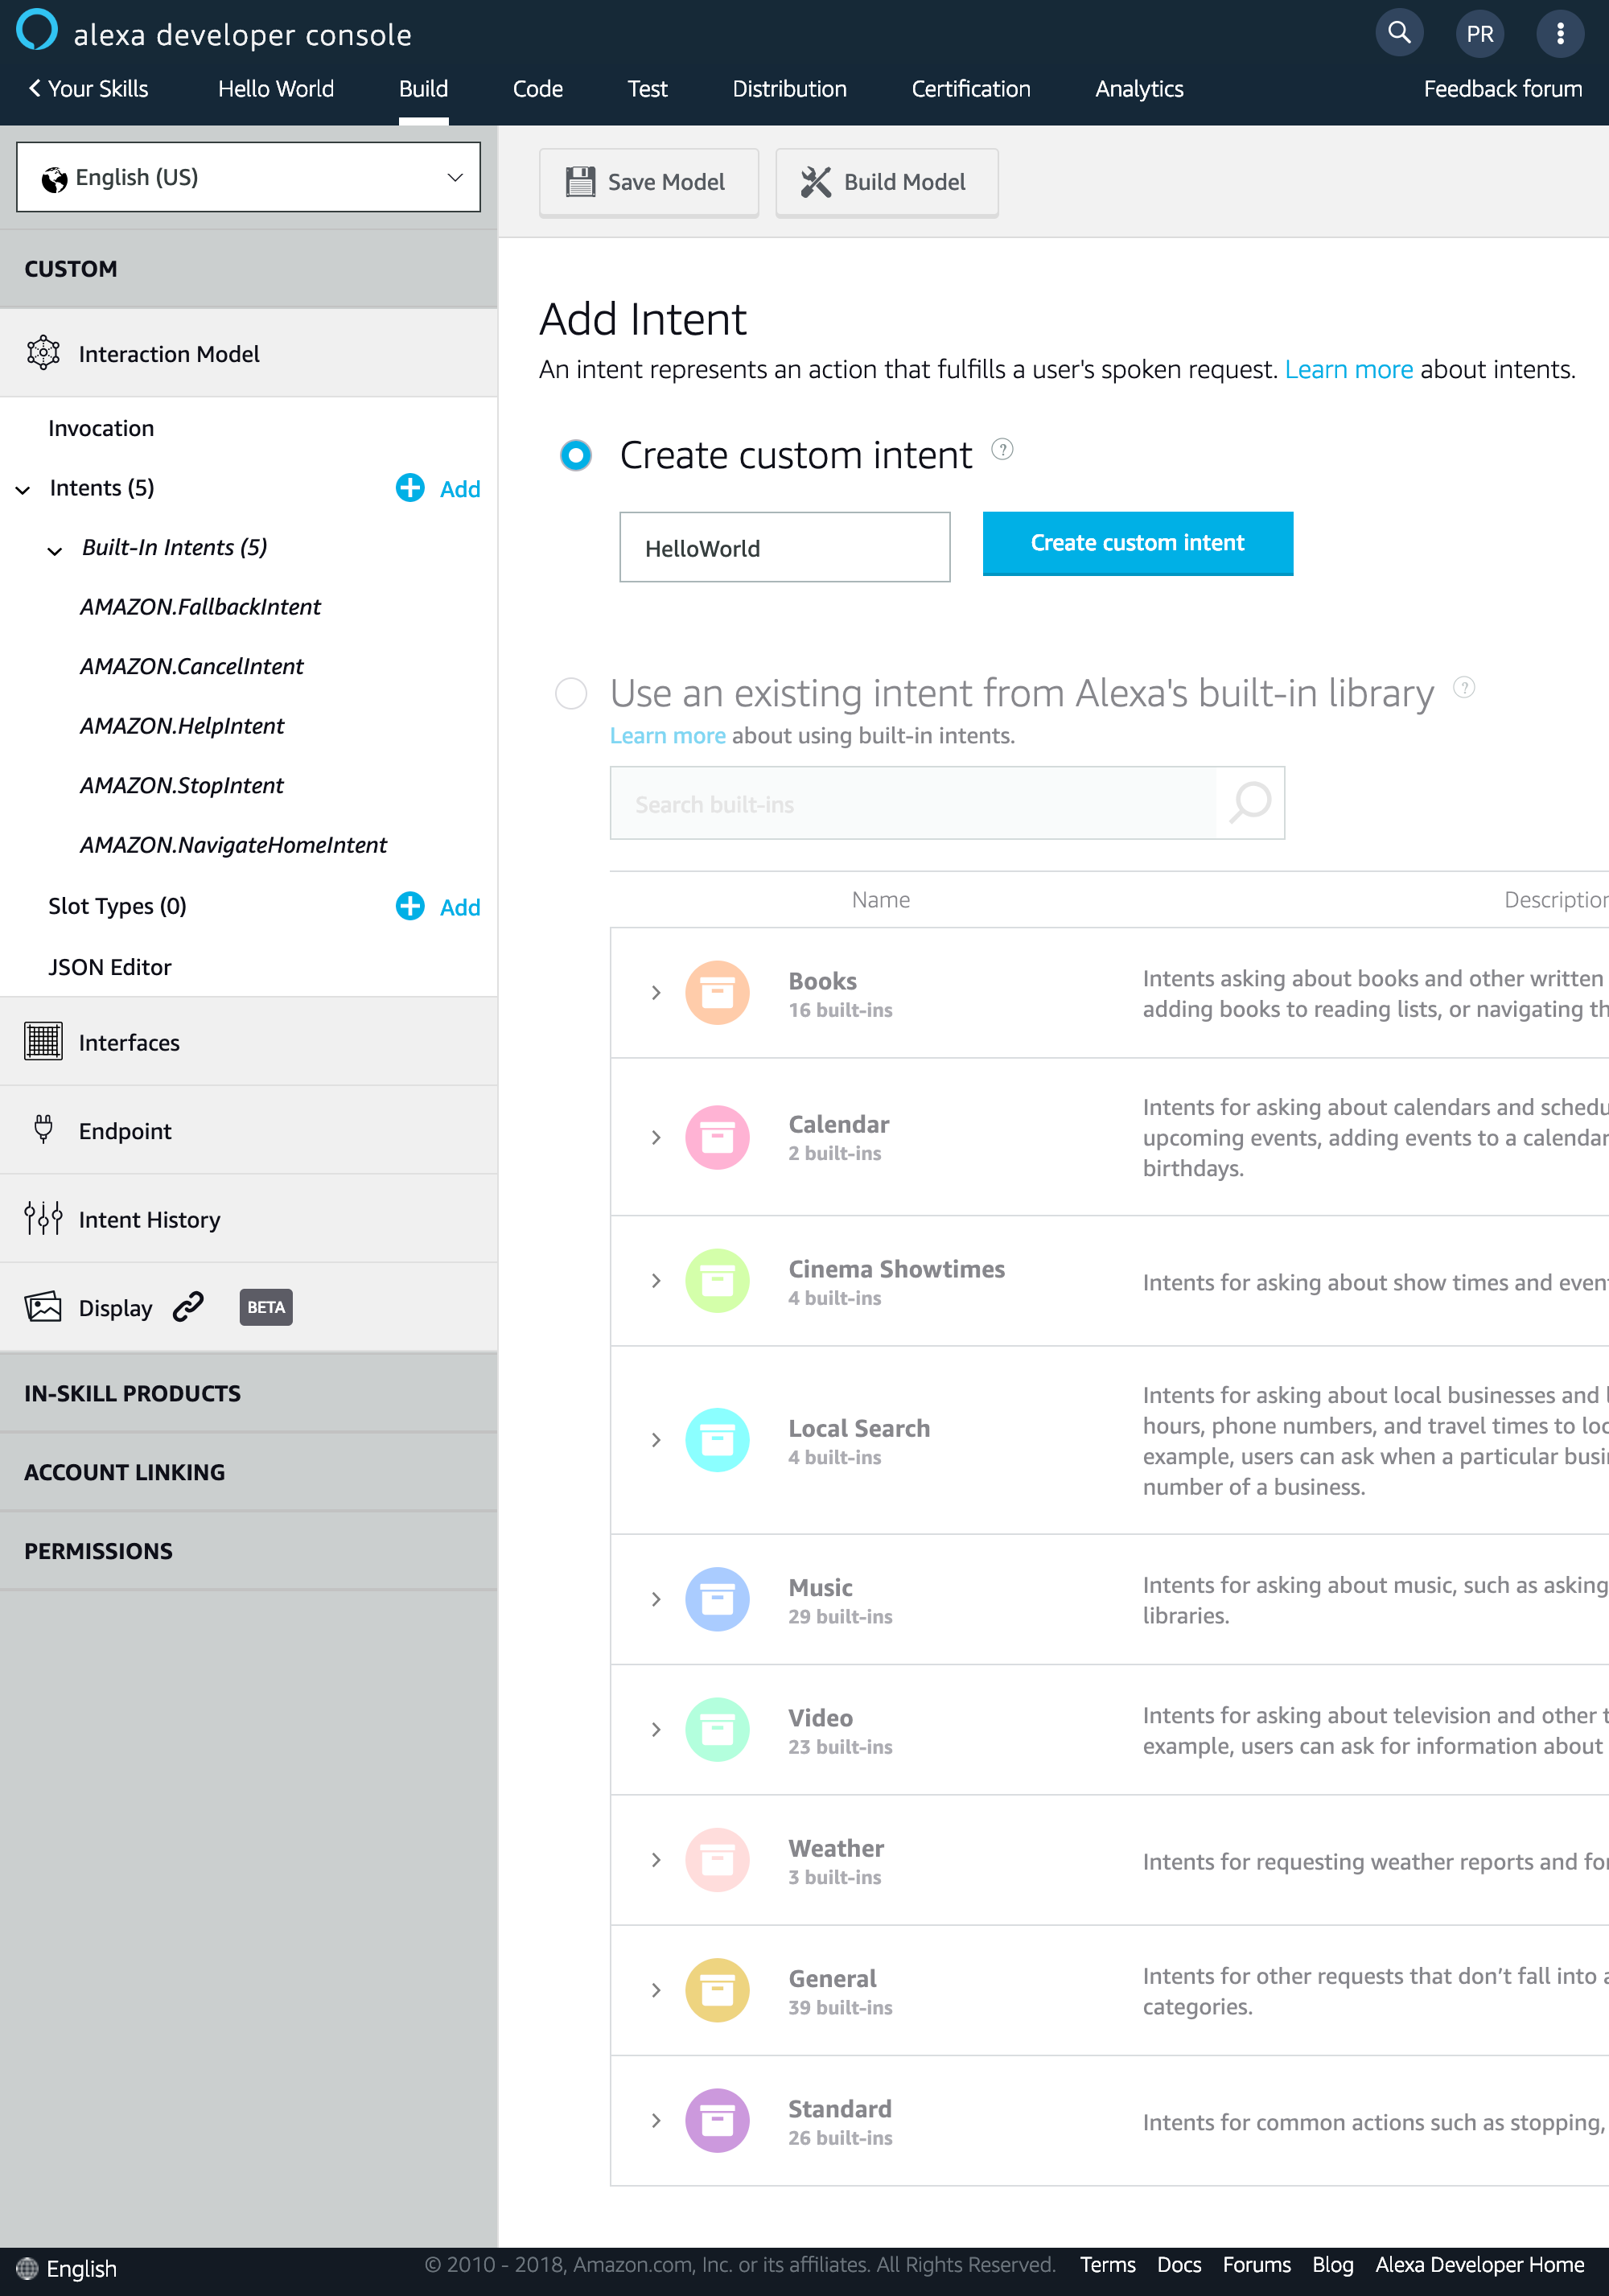 alexa developer console
PR
Your Skills
Hello World
Build
Code
Test
Distribution
Certification
Analytics
Feedback forum
English (US)
Save Model
Build Model
CUSTOM
Interaction Model
Invocation
Intents (5)
Add
Built-In Intents (5)
AMAZON.FallbackIntent
AMAZON.CancelIntent
AMAZON.HelpIntent
AMAZON.StopIntent
AMAZON.NavigateHomeIntent
Slot Types (0)
Add
JSON Editor
Interfaces
Endpoint
Intent History
Display
BETA
IN-SKILL PRODUCTS
ACCOUNT LINKING
PERMISSIONS
Add Intent
An intent represents an action that fulfills a user's spoken request. Learn more about intents.
Create custom intent ?
HelloWorld
Create custom intent
Use an existing intent from Alexa's built-in library ?
Learn more about using built-in intents.
Search built-ins
Name
Description
Books
16 built-ins
Intents asking about books and other written
adding books to reading lists, or navigating th
Calendar
2 built-ins
Intents for asking about calendars and schedu
upcoming events, adding events to a calendar
birthdays.
Cinema Showtimes
4 built-ins
Intents for asking about show times and even
Local Search
4 built-ins
Intents for asking about local businesses and
hours, phone numbers, and travel times to loc
example, users can ask when a particular busi
number of a business.
Music
29 built-ins
Intents for asking about music, such as asking
libraries.
Video
23 built-ins
Intents for asking about television and other t
example, users can ask for information about
Weather
3 built-ins
Intents for requesting weather reports and for
General
39 built-ins
Intents for other requests that don’t fall into a
categories.
Standard
26 built-ins
Intents for common actions such as stopping,
English
© 2010 - 2018, Amazon.com, Inc. or its affiliates. All Rights Reserved.
Terms
Docs
Forums
Blog
Alexa Developer Home